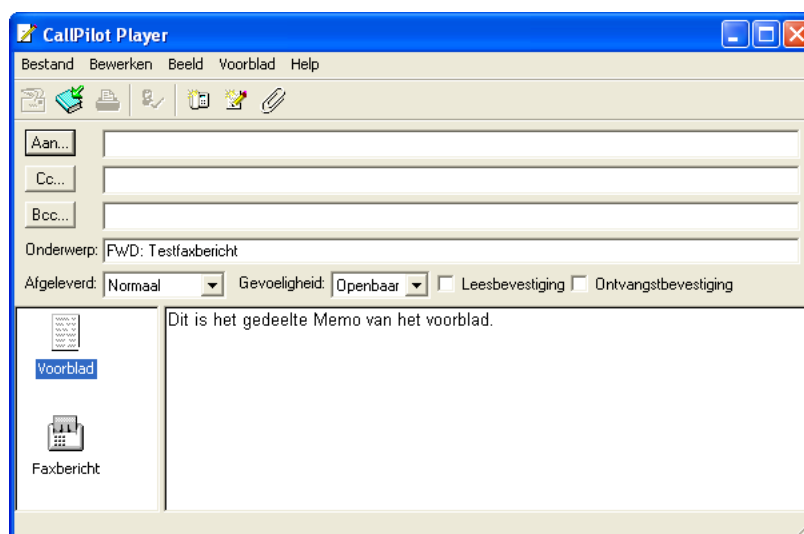 CallPilot Player
Bestand Bewerken Beeld Voorblad Help
Aan...
Cc...
Bcc...
Onderwerp: FWD: Testfaxbericht
Afgeleverd: Normaal Gevoeligheid: Openbaar Leesbevestiging Ontvangstbevestiging
Dit is het gedeelte Memo van het voorblad.
Voorblad
Faxbericht